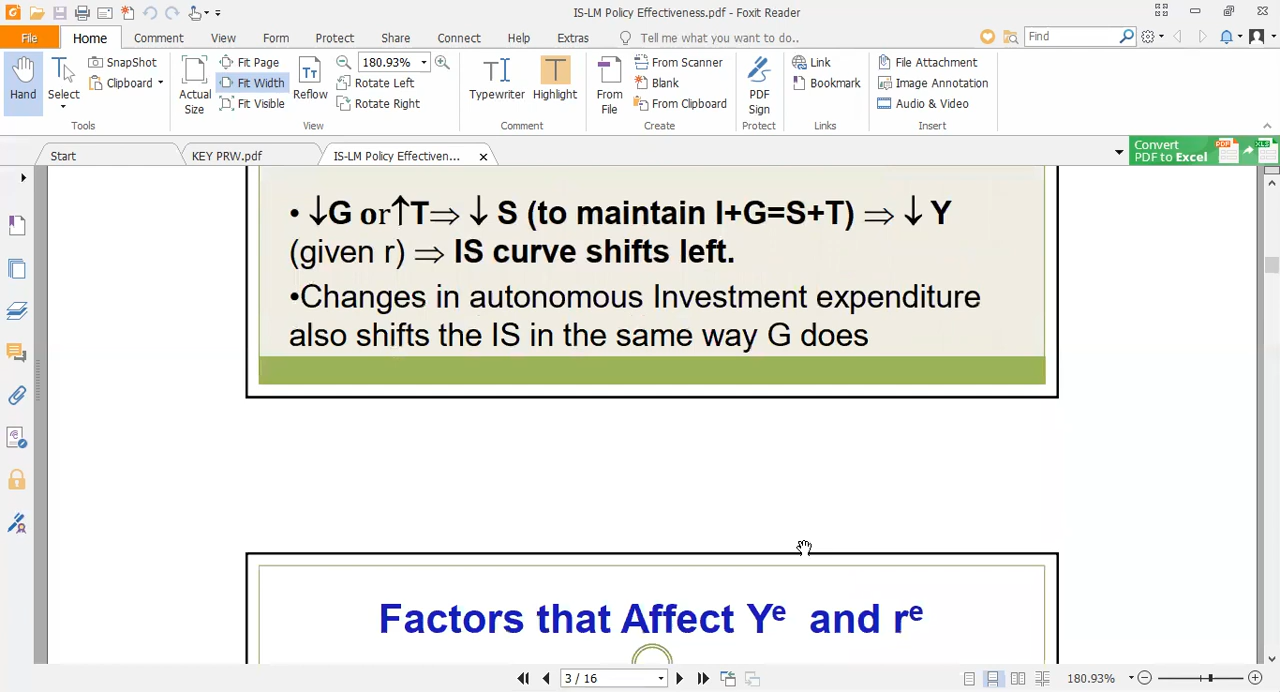 IS-LM Policy Effectiveness.pdf - Foxit Reader
File Home Comment View Form Protect Share Connect Help Extras Tell me what you want to do.. Find
Hand
Select
SnapShot
Clipboard
Tools
Actual Size
Fit Page
Fit Width
Fit Visible
Reflow
180.93%
Rotate Left
Rotate Right
View
Typewriter
Highlight
Comment
From File
From Scanner
Blank
From Clipboard
Create
PDF Sign
Protect
Link
Bookmark
Links
File Attachment
Image Annotation
Audio & Video
Insert
Start KEY PRW.pdf IS-LM Policy Effectiven...
Convert
PDF to Excel
• ↓G or↑T⇒ ↓ S (to maintain I+G=S+T) ⇒ ↓ Y
(given r) ⇒ IS curve shifts left.
•Changes in autonomous Investment expenditure
also shifts the IS in the same way G does
Factors that Affect Yᵉ and rᵉ
3 / 16 180.93%